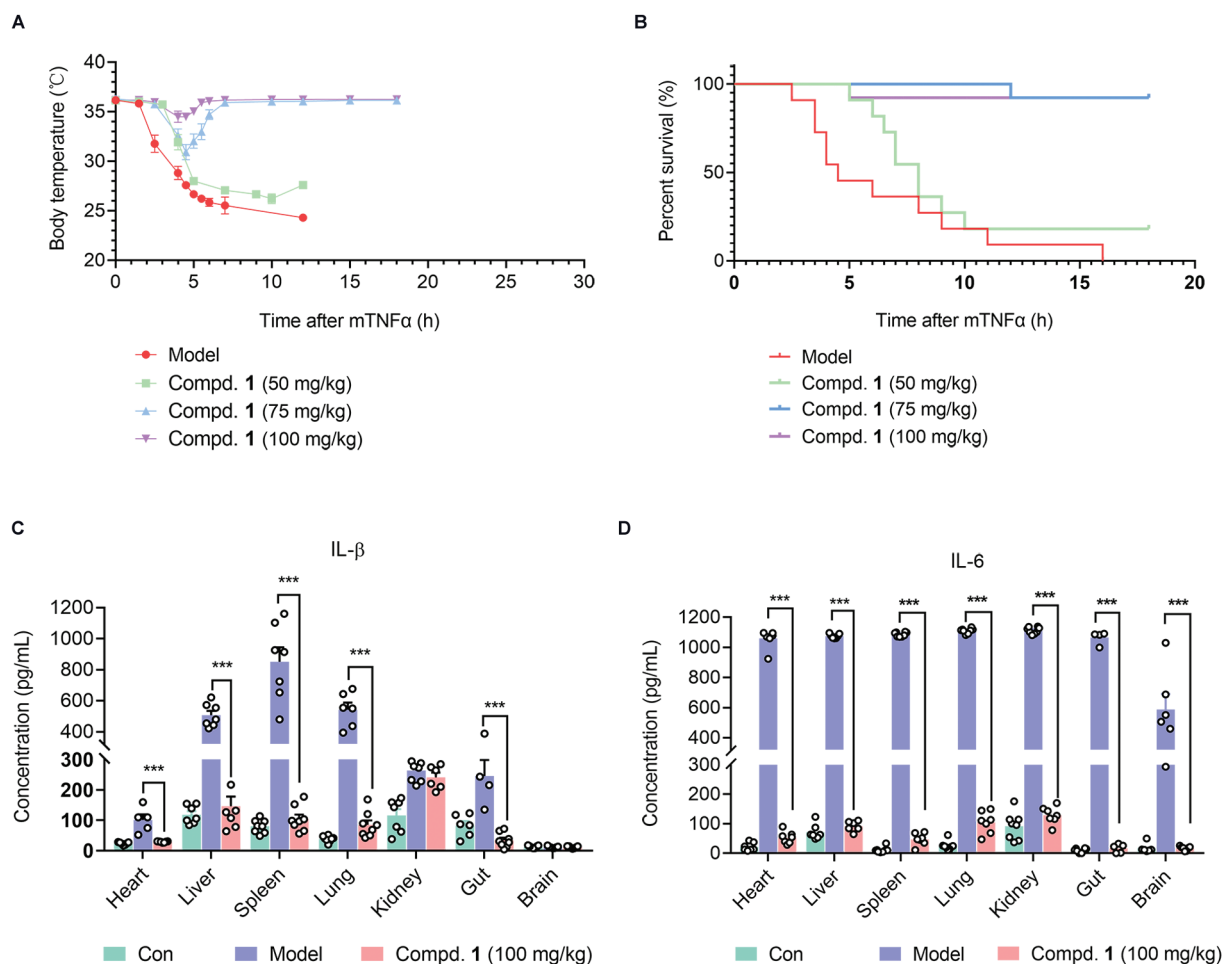 A
Body temperature (℃)
40
35
30
25
20
0
5
10
15
20
25
30
Time after mTNFα (h)
Model
Compd. 1 (50 mg/kg)
Compd. 1 (75 mg/kg)
Compd. 1 (100 mg/kg)
B
Percent survival (%)
100
50
0
0
5
10
15
20
Time after mTNFα (h)
Model
Compd. 1 (50 mg/kg)
Compd. 1 (75 mg/kg)
Compd. 1 (100 mg/kg)
C
IL-β
Concentration (pg/mL)
1200
1000
800
600
400
300
200
100
0
***
***
***
***
***
Heart
Liver
Spleen
Lung
Kidney
Gut
Brain
Con
Model
Compd. 1 (100 mg/kg)
D
IL-6
Concentration (pg/mL)
1200
1000
800
600
400
300
200
100
0
***
***
***
***
***
***
***
Heart
Liver
Spleen
Lung
Kidney
Gut
Brain
Con
Model
Compd. 1 (100 mg/kg)